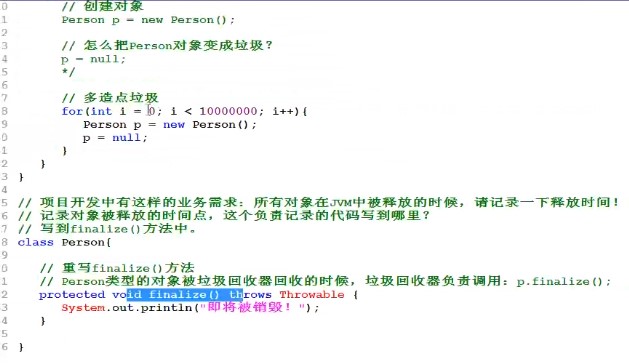 0 // 创建对象
1 Person p = new Person();
2
3 // 怎么把Person对象变成垃圾？
4 p = null;
5 */
6
7 // 多造点垃圾
8 for(int i = 0; i < 10000000; i++){
9 Person p = new Person();
0 p = null;
1 }
2 }
3 }
4
5 // 项目开发中有这样的业务需求：所有对象在JVM中被释放的时候，请记录一下释放时间！
6 // 记录对象被释放的时间点，这个负责记录的代码写到哪里？
7 // 写到finalize()方法中。
8 class Person{
9
0 // 重写finalize()方法
1 // Person类型的对象被垃圾回收器回收的时候，垃圾回收器负责调用：p.finalize();
2 protected void finalize() throws Throwable {
3 System.out.println("即将被销毁！");
4 }
5
6 }